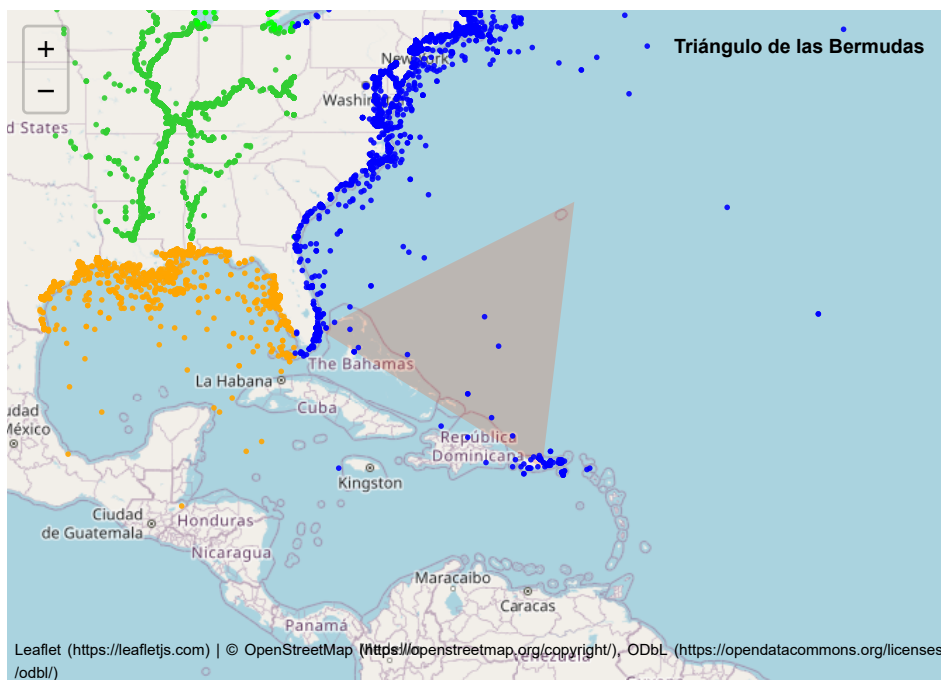 +
−
Triángulo de las Bermudas
New York
Washin
d States
The Bahamas
La Habana
Cuba
udad
México
República
Dominicana
Kingston
Ciudad
de Guatemala
Honduras
Nicaragua
Maracaibo
Caracas
Panamá
Venezuela
Leaflet (https://leafletjs.com) | © OpenStreetMap (https://openstreetmap.org/copyright/), ODbL (https://opendatacommons.org/licenses
/odbl/)